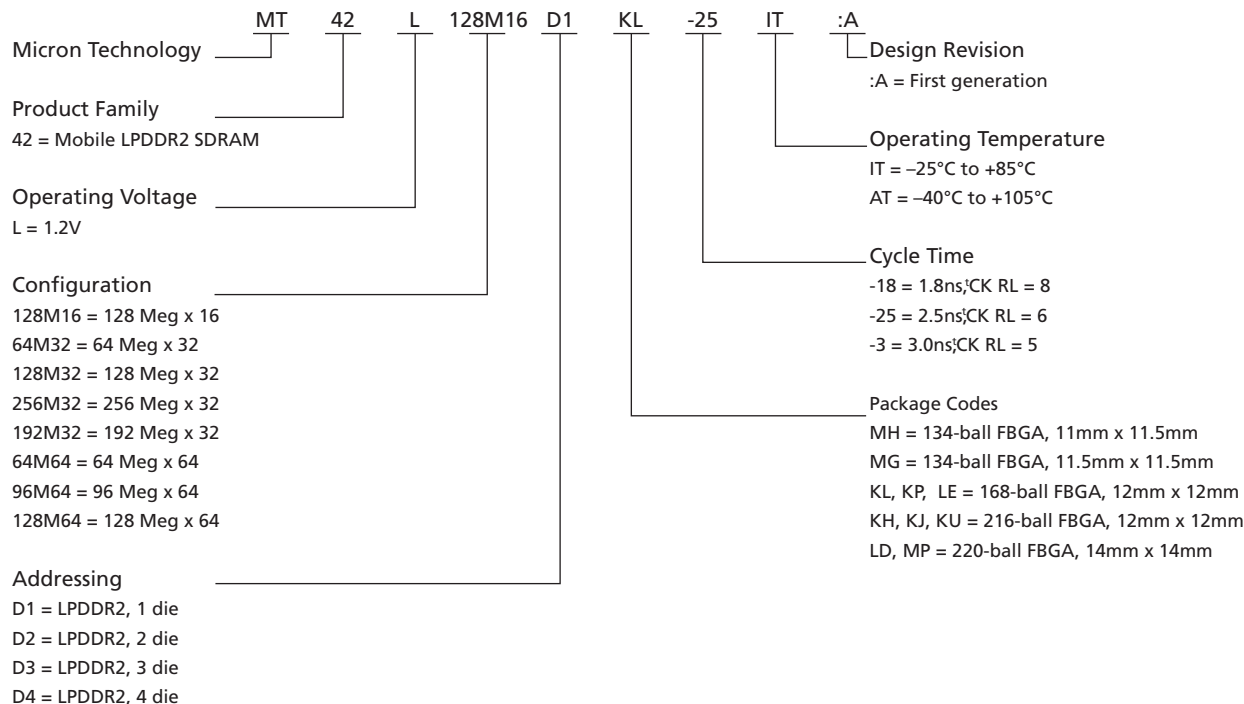 MT 42 L 128M16 D1 KL -25 IT :A
Micron Technology
Product Family
42 = Mobile LPDDR2 SDRAM
Operating Voltage
L = 1.2V
Configuration
128M16 = 128 Meg x 16
64M32 = 64 Meg x 32
128M32 = 128 Meg x 32
256M32 = 256 Meg x 32
192M32 = 192 Meg x 32
64M64 = 64 Meg x 64
96M64 = 96 Meg x 64
128M64 = 128 Meg x 64
Addressing
D1 = LPDDR2, 1 die
D2 = LPDDR2, 2 die
D3 = LPDDR2, 3 die
D4 = LPDDR2, 4 die
Design Revision
:A = First generation
Operating Temperature
IT = –25°C to +85°C
AT = –40°C to +105°C
Cycle Time
-18 = 1.8ns, tCK RL = 8
-25 = 2.5ns, tCK RL = 6
-3 = 3.0ns, tCK RL = 5
Package Codes
MH = 134-ball FBGA, 11mm x 11.5mm
MG = 134-ball FBGA, 11.5mm x 11.5mm
KL, KP, LE = 168-ball FBGA, 12mm x 12mm
KH, KJ, KU = 216-ball FBGA, 12mm x 12mm
LD, MP = 220-ball FBGA, 14mm x 14mm